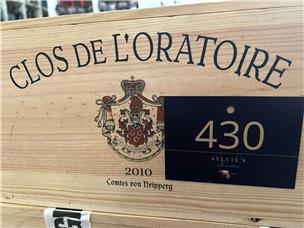 CLOS DE L'ORATOIRE
2010
Comtes von Neipperg
430
SYLVIE'S